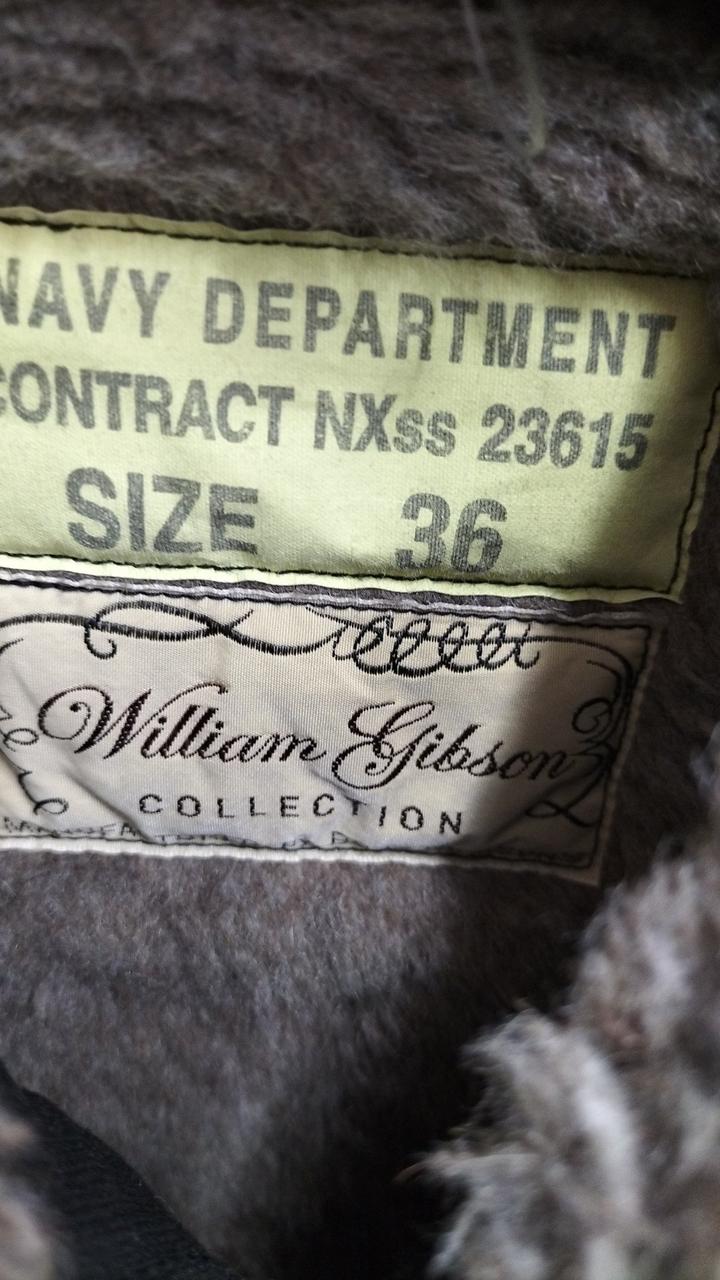 NAVY DEPARTMENT
CONTRACT NXss 23615
SIZE 36
William Gibson
COLLECTION